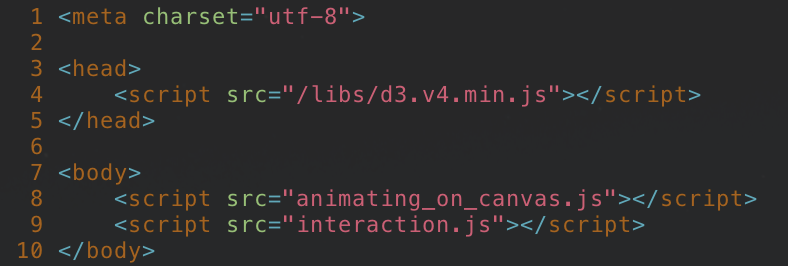 1 <meta charset="utf-8">
2
3 <head>
4     <script src="/libs/d3.v4.min.js"></script>
5 </head>
6
7 <body>
8     <script src="animating_on_canvas.js"></script>
9     <script src="interaction.js"></script>
10 </body>